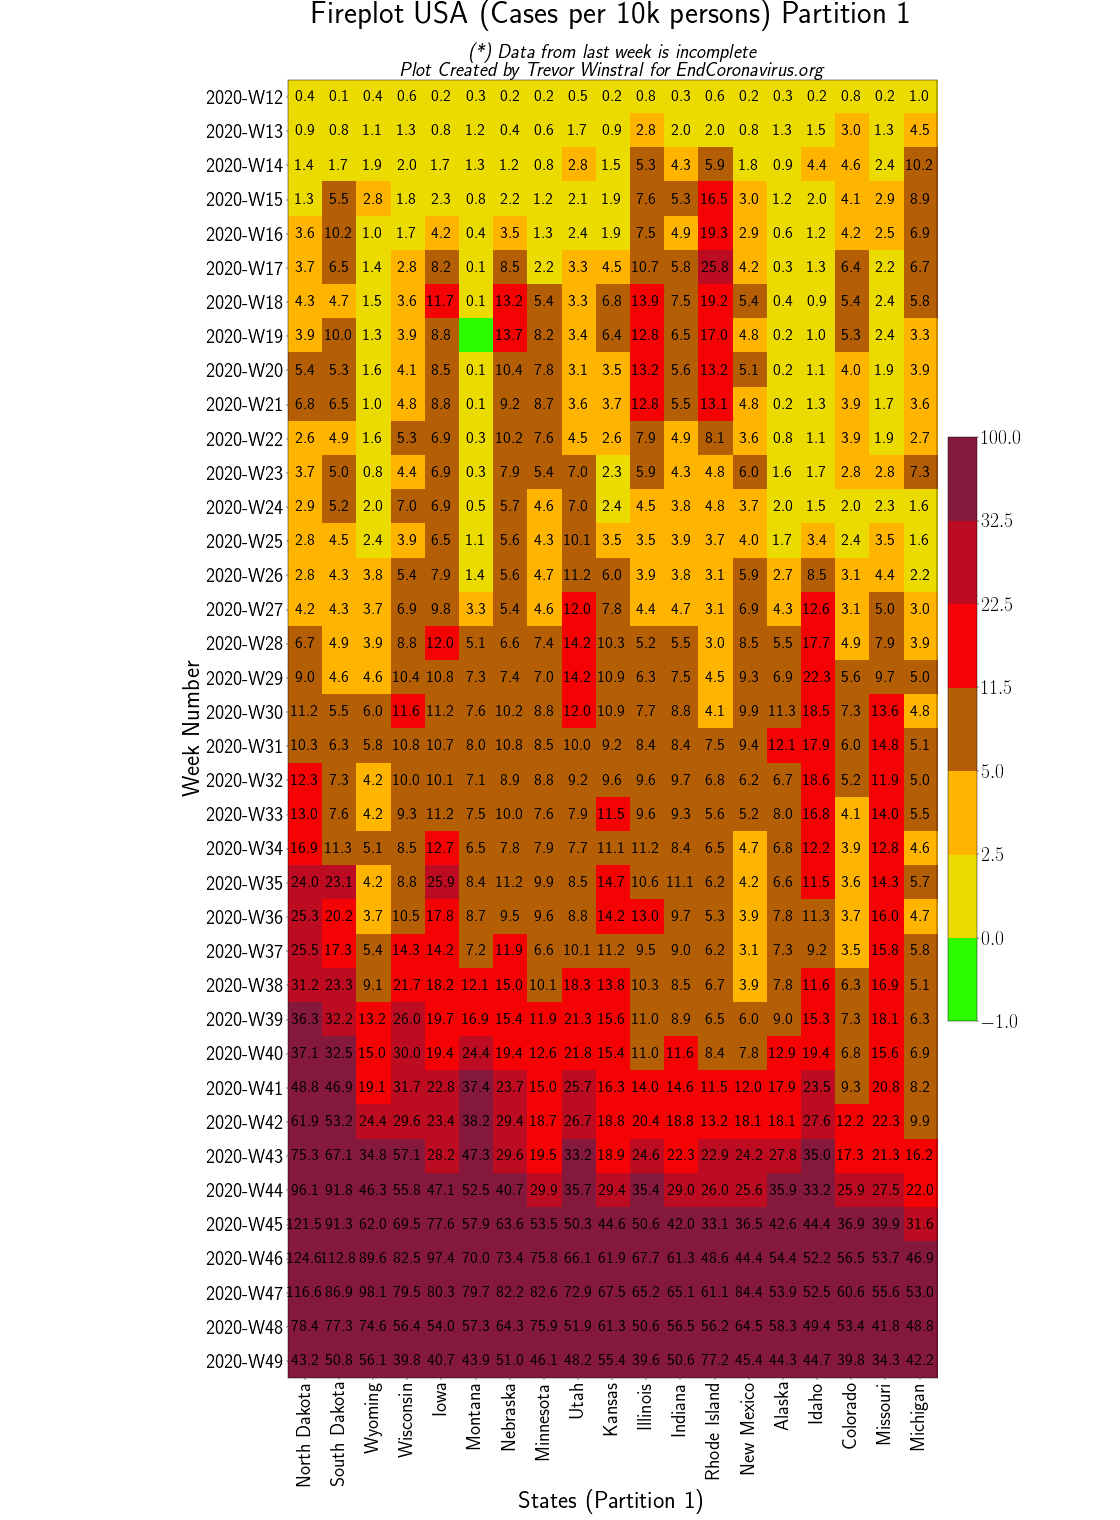 Fireplot USA (Cases per 10k persons) Partition 1
(*) Data from last week is incomplete
Plot Created by Trevor Winstral for EndCoronavirus.org
2020-W12 0.4 0.1 0.4 0.6 0.2 0.3 0.2 0.2 0.5 0.2 0.8 0.3 0.6 0.2 0.3 0.2 0.8 0.2 1.0
2020-W13 0.9 0.8 1.1 1.3 0.8 1.2 0.4 0.6 1.7 0.9 2.8 2.0 2.0 0.8 1.3 1.5 3.0 1.3 4.5
2020-W14 1.4 1.7 1.9 2.0 1.7 1.3 1.2 0.8 2.8 1.5 5.3 4.3 5.9 1.8 0.9 4.4 4.6 2.4 10.2
2020-W15 1.3 5.5 2.8 1.8 2.3 0.8 2.2 1.2 2.1 1.9 7.6 5.3 16.5 3.0 1.2 2.0 4.1 2.9 8.9
2020-W16 3.6 10.2 1.0 1.7 4.2 0.4 3.5 1.3 2.4 1.9 7.5 4.9 19.3 2.9 0.6 1.2 4.2 2.5 6.9
2020-W17 3.7 6.5 1.4 2.8 8.2 0.1 8.5 2.2 3.3 4.5 10.7 5.8 25.8 4.2 0.3 1.3 6.4 2.2 6.7
2020-W18 4.3 4.7 1.5 3.6 11.7 0.1 13.2 5.4 3.3 6.8 13.9 7.5 19.2 5.4 0.4 0.9 5.4 2.4 5.8
2020-W19 3.9 10.0 1.3 3.9 8.8 13.7 8.2 3.4 6.4 12.8 6.5 17.0 4.8 0.2 1.0 5.3 2.4 3.3
2020-W20 5.4 5.3 1.6 4.1 8.5 0.1 10.4 7.8 3.1 3.5 13.2 5.6 13.2 5.1 0.2 1.1 4.0 1.9 3.9
2020-W21 6.8 6.5 1.0 4.8 8.8 0.1 9.2 8.7 3.6 3.7 12.8 5.5 13.1 4.8 0.2 1.3 3.9 1.7 3.6
2020-W22 2.6 4.9 1.6 5.3 6.9 0.3 10.2 7.6 4.5 2.6 7.9 4.9 8.1 3.6 0.8 1.1 3.9 1.9 2.7
2020-W23 3.7 5.0 0.8 4.4 6.9 0.3 7.9 5.4 7.0 2.3 5.9 4.3 4.8 6.0 1.6 1.7 2.8 2.8 7.3
2020-W24 2.9 5.2 2.0 7.0 6.9 0.5 5.7 4.6 7.0 2.4 4.5 3.8 4.8 3.7 2.0 1.5 2.0 2.3 1.6
2020-W25 2.8 4.5 2.4 3.9 6.5 1.1 5.6 4.3 10.1 3.5 3.5 3.9 3.7 4.0 1.7 3.4 2.4 3.5 1.6
2020-W26 2.8 4.3 3.8 5.4 7.9 1.4 5.6 4.7 11.2 6.0 3.9 3.8 3.1 5.9 2.7 8.5 3.1 4.4 2.2
2020-W27 4.2 4.3 3.7 6.9 9.8 3.3 5.4 4.6 12.0 7.8 4.4 4.7 3.1 6.9 4.3 12.6 3.1 5.0 3.0
2020-W28 6.7 4.9 3.9 8.8 12.0 5.1 6.6 7.4 14.2 10.3 5.2 5.5 3.0 8.5 5.5 17.7 4.9 7.9 3.9
2020-W29 9.0 4.6 4.6 10.4 10.8 7.3 7.4 7.0 14.2 10.9 6.3 7.5 4.5 9.3 6.9 22.3 5.6 9.7 5.0
2020-W30 11.2 5.5 6.0 11.6 11.2 7.6 10.2 8.8 12.0 10.9 7.7 8.8 4.1 9.9 11.3 18.5 7.3 13.6 4.8
2020-W31 10.3 6.3 5.8 10.8 10.7 8.0 10.8 8.5 10.0 9.2 8.4 8.4 7.5 9.4 12.1 17.9 6.0 14.8 5.1
2020-W32 12.3 7.3 4.2 10.0 10.1 7.1 8.9 8.8 9.2 9.6 9.6 9.7 6.8 6.2 6.7 18.6 5.2 11.9 5.0
2020-W33 13.0 7.6 4.2 9.3 11.2 7.5 10.0 7.6 7.9 11.5 9.6 9.3 5.6 5.2 8.0 16.8 4.1 14.0 5.5
2020-W34 16.9 11.3 5.1 8.5 12.7 6.5 7.8 7.9 7.7 11.1 11.2 8.4 6.5 4.7 6.8 12.2 3.9 12.8 4.6
2020-W35 24.0 23.1 4.2 8.8 25.9 8.4 11.2 9.9 8.5 14.7 10.6 11.1 6.2 4.2 6.6 11.5 3.6 14.3 5.7
2020-W36 25.3 20.2 3.7 10.5 17.8 8.7 9.5 9.6 8.8 14.2 13.0 9.7 5.3 3.9 7.8 11.3 3.7 16.0 4.7
2020-W37 25.5 17.3 5.4 14.3 14.2 7.2 11.9 6.6 10.1 11.2 9.5 9.0 6.2 3.1 7.3 9.2 3.5 15.8 5.8
2020-W38 31.2 23.3 9.1 21.7 18.2 12.1 15.0 10.1 18.3 13.8 10.3 8.5 6.7 3.9 7.8 11.6 6.3 16.9 5.1
2020-W39 36.3 32.2 13.2 26.0 19.7 16.9 15.4 11.9 21.3 15.6 11.0 8.9 6.5 6.0 9.0 15.3 7.3 18.1 6.3
2020-W40 37.1 32.5 15.0 30.0 19.4 24.4 19.4 12.6 21.8 15.4 11.0 11.6 8.4 7.8 12.9 19.4 6.8 15.6 6.9
2020-W41 48.8 46.9 19.1 31.7 22.8 37.4 23.7 15.0 25.7 16.3 14.0 14.6 11.5 12.0 17.9 23.5 9.3 20.8 8.2
2020-W42 61.9 53.2 24.4 29.6 23.4 38.2 29.4 18.7 26.7 18.8 20.4 18.8 13.2 18.1 18.1 27.6 12.2 22.3 9.9
2020-W43 75.3 67.1 34.8 57.1 28.2 47.3 29.6 19.5 33.2 18.9 24.6 22.3 22.9 24.2 27.8 35.0 17.3 21.3 16.2
2020-W44 96.1 91.8 46.3 55.8 47.1 52.5 40.7 29.9 35.7 29.4 35.4 29.0 26.0 25.6 35.9 33.2 25.9 27.5 22.0
2020-W45 121.5 91.3 62.0 69.5 77.6 57.9 63.6 53.5 50.3 44.6 50.6 42.0 33.1 36.5 42.6 44.4 36.9 39.9 31.6
2020-W46 124.6 112.8 89.6 82.5 97.4 70.0 73.4 75.8 66.1 61.9 67.7 61.3 48.6 44.4 54.4 52.2 56.5 53.7 46.9
2020-W47 116.6 86.9 98.1 79.5 80.3 79.7 82.2 82.6 72.9 67.5 65.2 65.1 61.1 84.4 53.9 52.5 60.6 55.6 53.0
2020-W48 78.4 77.3 74.6 56.4 54.0 57.3 64.3 75.9 51.9 61.3 50.6 56.5 56.2 64.5 58.3 49.4 53.4 41.8 48.8
2020-W49 43.2 50.8 56.1 39.8 40.7 43.9 51.0 46.1 48.2 55.4 39.6 50.6 77.2 45.4 44.3 44.7 39.8 34.3 42.2
Week Number
North Dakota
South Dakota
Wyoming
Wisconsin
Iowa
Montana
Nebraska
Minnesota
Utah
Kansas
Illinois
Indiana
Rhode Island
New Mexico
Alaska
Idaho
Colorado
Missouri
Michigan
States (Partition 1)
100.0
32.5
22.5
11.5
5.0
2.5
0.0
−1.0